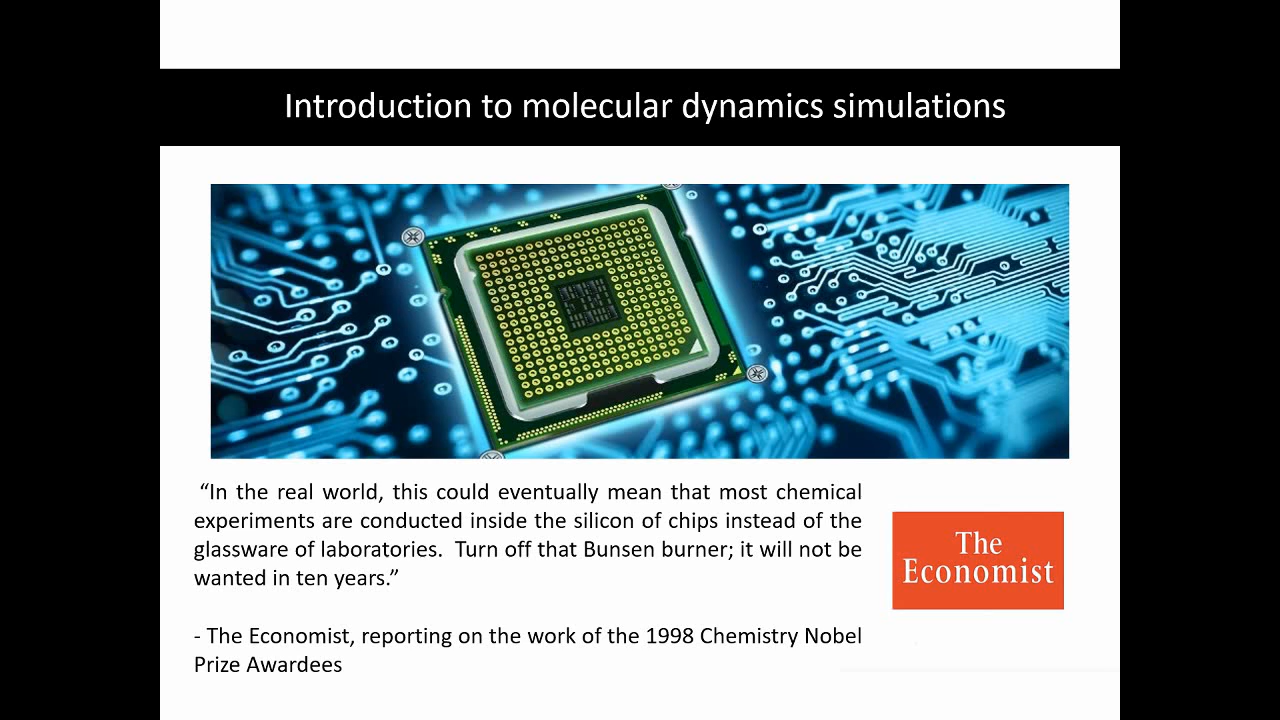 Introduction to molecular dynamics simulations
“In the real world, this could eventually mean that most chemical
experiments are conducted inside the silicon of chips instead of the
glassware of laboratories.  Turn off that Bunsen burner; it will not be
wanted in ten years.”
The
Economist
- The Economist, reporting on the work of the 1998 Chemistry Nobel
Prize Awardees